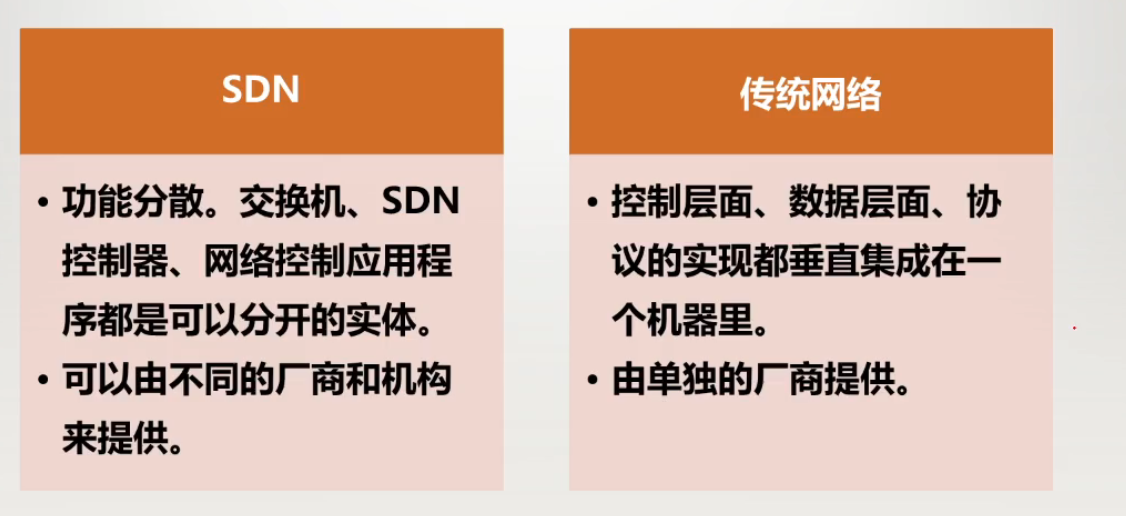 SDN
• 功能分散。交换机、SDN
控制器、网络控制应用程
序都是可以分开的实体。
• 可以由不同的厂商和机构
来提供。
传统网络
• 控制层面、数据层面、协
议的实现都垂直集成在一
个机器里。
• 由单独的厂商提供。